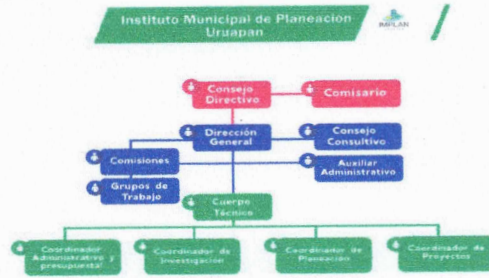 Instituto Municipal de Planeacion
Uruapan
IMPLAN
Consejo
Directivo
Comisario
Dirección
General
Consejo
Consultivo
Comisiones
Auxiliar
Administrativo
Grupos de
Trabajo
Cuerpo
Técnico
Coordinador
Administrativo y
presupuestal
Coordinador de
Investigación
Coordinador de
Planeación
Coordinador de
Proyectos